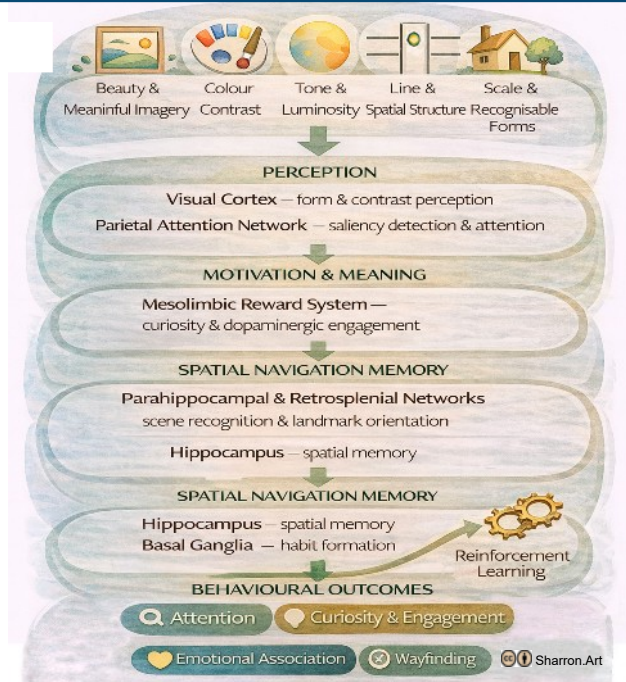 Beauty & Colour Tone & Line & Scale &
Meaninful Imagery Contrast Luminosity Spatial Structure Recognisable
Forms
PERCEPTION
Visual Cortex – form & contrast perception
Parietal Attention Network – saliency detection & attention
MOTIVATION & MEANING
Mesolimbic Reward System —
curiosity & dopaminergic engagement
SPATIAL NAVIGATION MEMORY
Parahippocampal & Retrosplenial Networks
scene recognition & landmark orientation
Hippocampus – spatial memory
SPATIAL NAVIGATION MEMORY
Hippocampus – spatial memory
Basal Ganglia – habit formation
Reinforcement
Learning
BEHAVIOURAL OUTCOMES
Attention Curiosity & Engagement
Emotional Association Wayfinding cc Sharron.Art